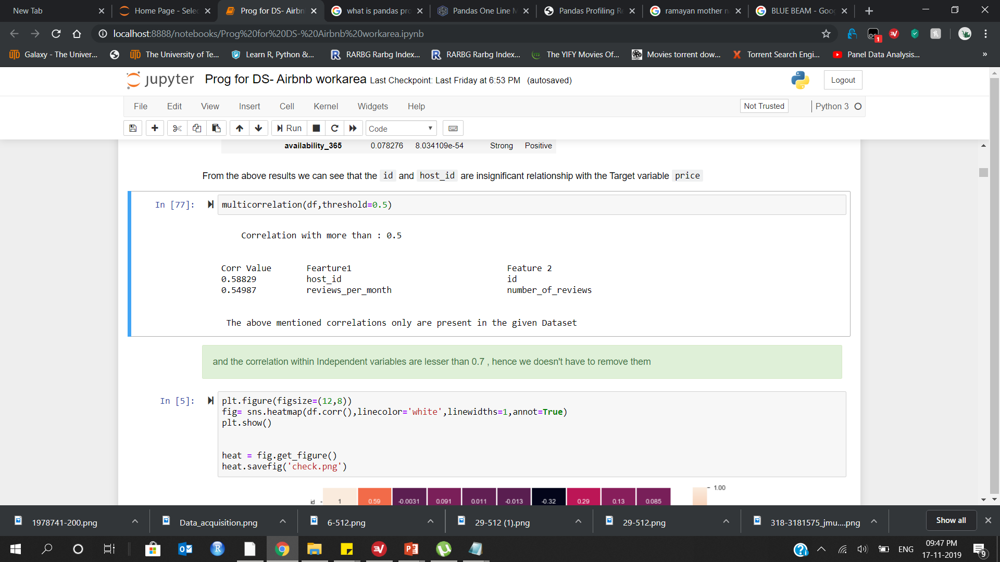 New Tab
Home Page - Selec
Prog for DS- Airbn
what is pandas pro
Pandas One Line M
Pandas Profiling Re
ramayan mother n
BLUE BEAM - Goog
localhost:8888/notebooks/Prog%20for%20DS-%20Airbnb%20workarea.ipynb
1
Galaxy - The Univer...
The University of Te...
Learn R, Python &...
RARBG Rarbg Index...
RARBG Rarbg Index...
The YIFY Movies Of...
Movies torrent dow...
Torrent Search Engi...
Panel Data Analysis...
»
jupyter Prog for DS- Airbnb workarea Last Checkpoint: Last Friday at 6:53 PM (autosaved)
Logout
File Edit View Insert Cell Kernel Widgets Help
Not Trusted
Python 3
Run
Code
availability_365 0.078276 8.034109e-54 Strong Positive
From the above results we can see that the id and host_id are insignificant relationship with the Target variable price
In [77]: multicorrelation(df,threshold=0.5)
Correlation with more than : 0.5
Corr Value Fearture1 Feature 2
0.58829 host_id id
0.54987 reviews_per_month number_of_reviews
The above mentioned correlations only are present in the given Dataset
and the correlation within Independent variables are lesser than 0.7 , hence we doesn't have to remove them
In [5]: plt.figure(figsize=(12,8))
fig= sns.heatmap(df.corr(),linecolor='white',linewidths=1,annot=True)
plt.show()
heat = fig.get_figure()
heat.savefig('check.png')
id 1 0.59 -0.0031 0.091 0.011 -0.013 -0.32 0.29 0.13 0.085
1.00
1978741-200.png
Data_acquisition.png
6-512.png
29-512 (1).png
29-512.png
318-3181575_jmu....png
Show all
ENG
09:47 PM
17-11-2019
9